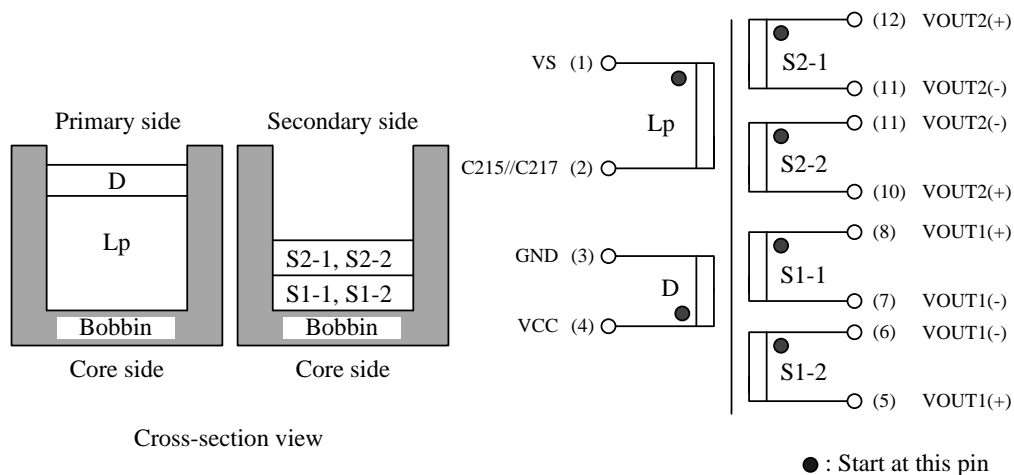 Primary side
Secondary side
D
Lp
S2-1, S2-2
S1-1, S1-2
Bobbin
Bobbin
Core side
Core side
Cross-section view
VS (1)
Lp
C215//C217 (2)
GND (3)
D
VCC (4)
(12) VOUT2(+)
S2-1
(11) VOUT2(-)
(11) VOUT2(-)
S2-2
(10) VOUT2(+)
(8) VOUT1(+)
S1-1
(7) VOUT1(-)
(6) VOUT1(-)
S1-2
(5) VOUT1(+)
: Start at this pin